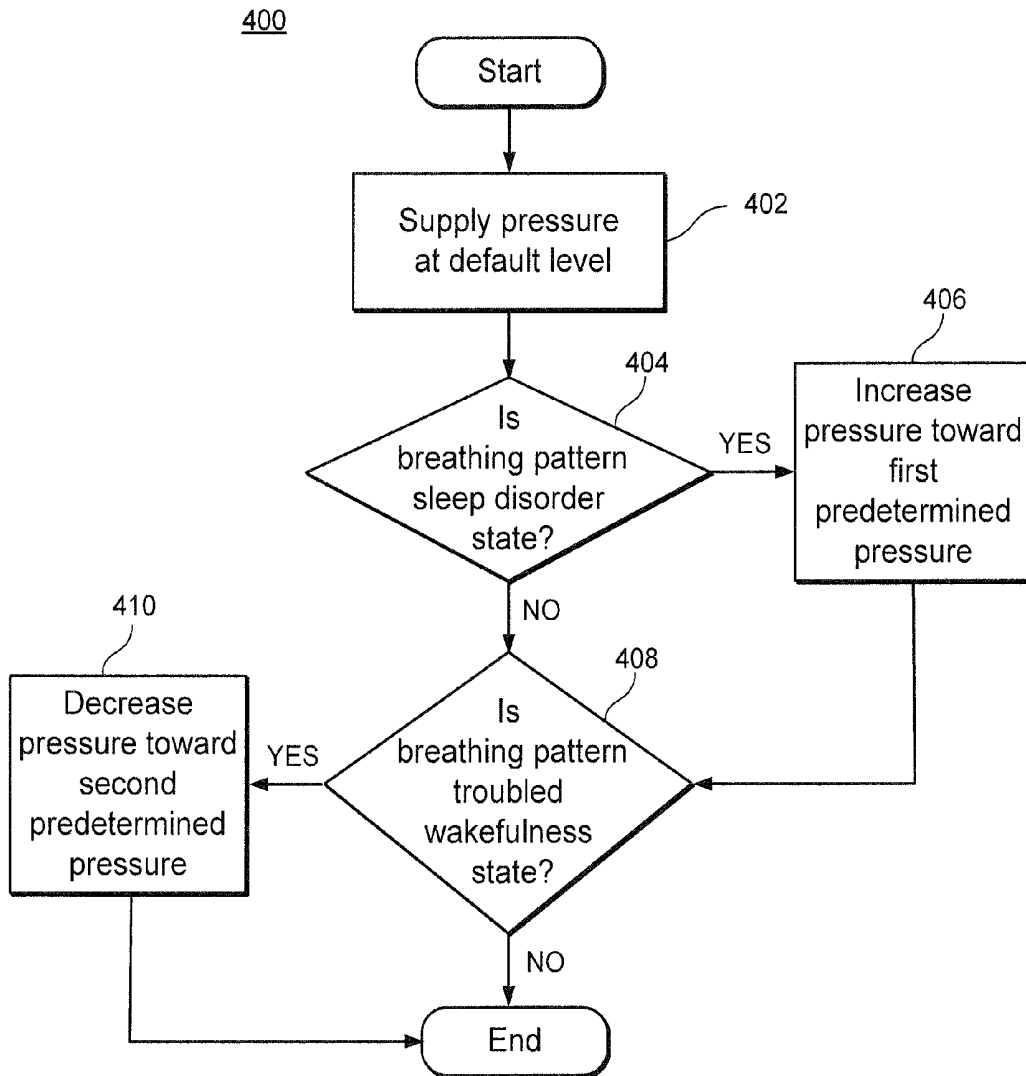 400
Start
Supply pressure
at default level
402
404
Is
breathing pattern
sleep disorder
state?
YES
406
Increase
pressure toward
first
predetermined
pressure
NO
408
Is
breathing pattern
troubled
wakefulness
state?
YES
410
Decrease
pressure toward
second
predetermined
pressure
NO
End